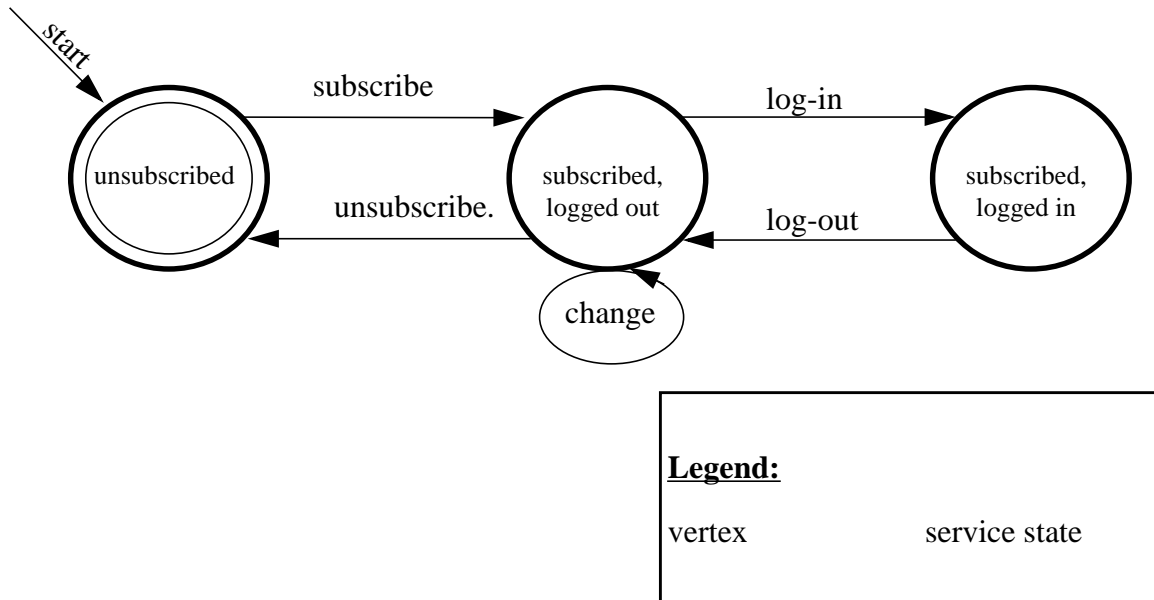 start
subscribe
log-in
unsubscribed
subscribed,
logged out
subscribed,
logged in
unsubscribe.
log-out
change
Legend:
vertex service state